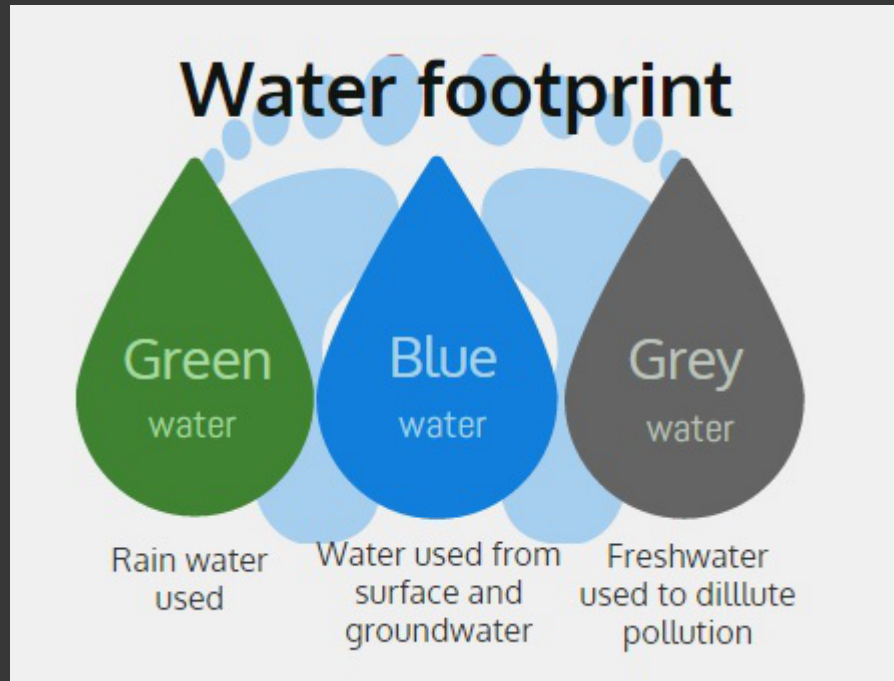 Water footprint
Green
water
Blue
water
Grey
water
Rain water
used
Water used from
surface and
groundwater
Freshwater
used to dilllute
pollution